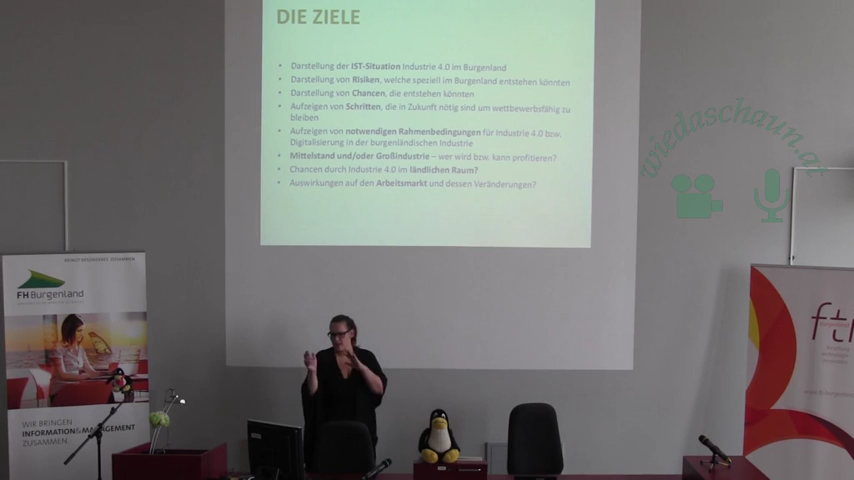 DIE ZIELE
• Darstellung der IST-Situation Industrie 4.0 im Burgenland
• Darstellung von Risiken, welche speziell im Burgenland entstehen könnten
• Darstellung von Chancen, die entstehen könnten
• Aufzeigen von Schritten, die in Zukunft nötig sind um wettbewerbsfähig zu
bleiben
• Aufzeigen von notwendigen Rahmenbedingungen für Industrie 4.0 bzw.
Digitalisierung in der burgenländischen Industrie
• Mittelstand und/oder Großindustrie – wer wird bzw. kann profitieren?
• Chancen durch Industrie 4.0 im ländlichen Raum?
• Auswirkungen auf den Arbeitsmarkt und dessen Veränderungen?
wiedaschaun.at
FH Burgenland
WIR BRINGEN
INFORMATION & MANAGEMENT
ZUSAMMEN.